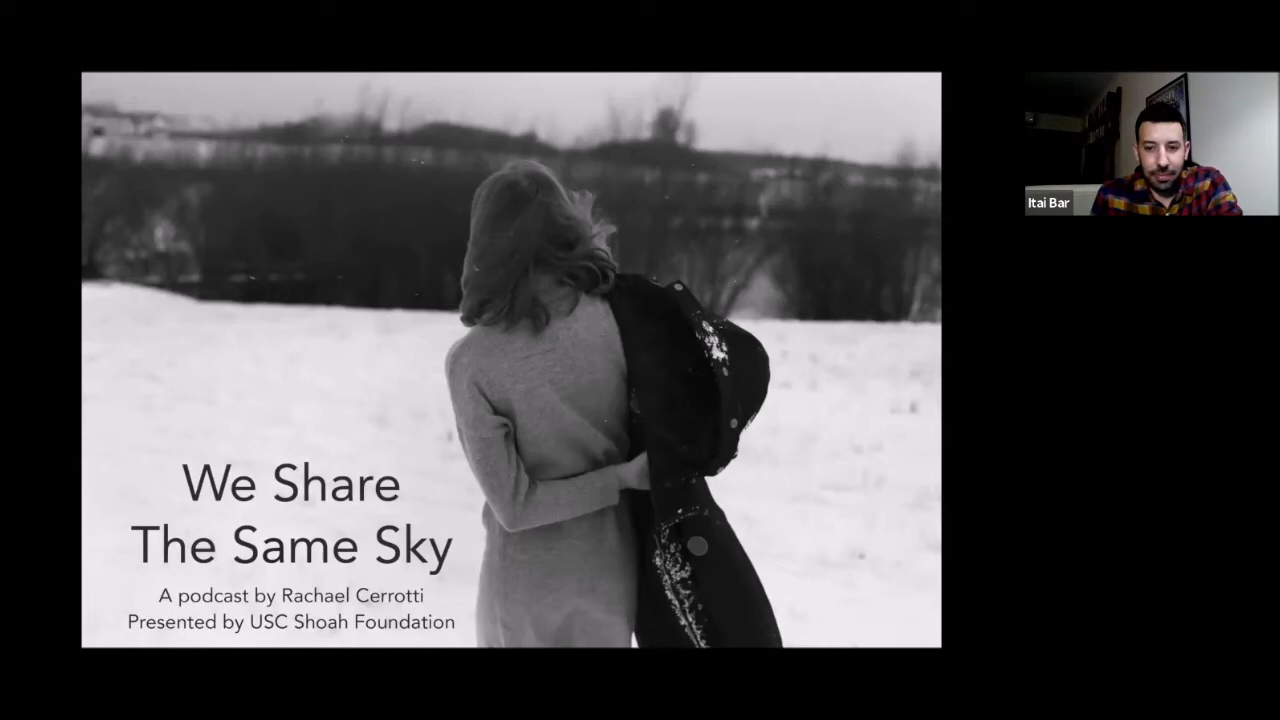 We Share
The Same Sky
A podcast by Rachael Cerrotti
Presented by USC Shoah Foundation
Itai Bar